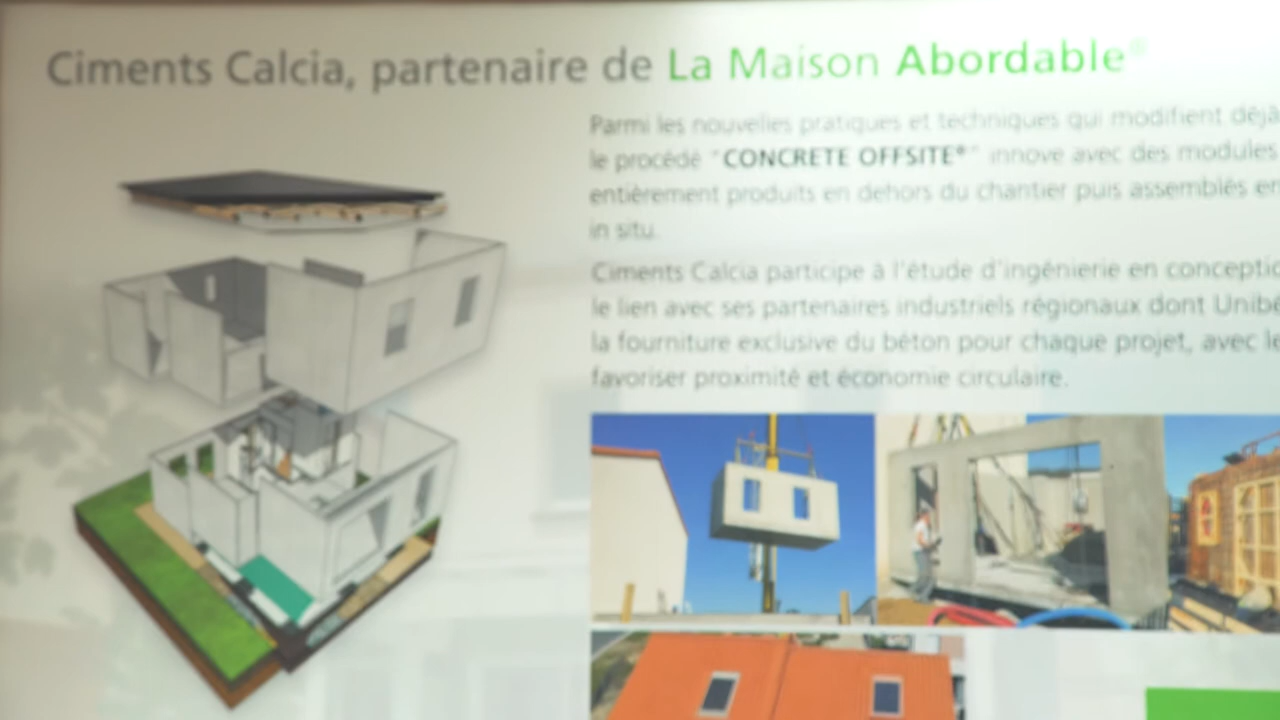 Ciments Calcia, partenaire de La Maison Abordable®
Parmi les nouvelles pratiques et techniques qui modifient déjà
le procédé "CONCRETE OFFSITE®" innove avec des modules
entièrement produits en dehors du chantier puis assemblés en
in situ.
Ciments Calcia participe à l'étude d'ingénierie en conceptio
le lien avec ses partenaires industriels régionaux dont Unibé
la fourniture exclusive du béton pour chaque projet, avec le
favoriser proximité et économie circulaire.